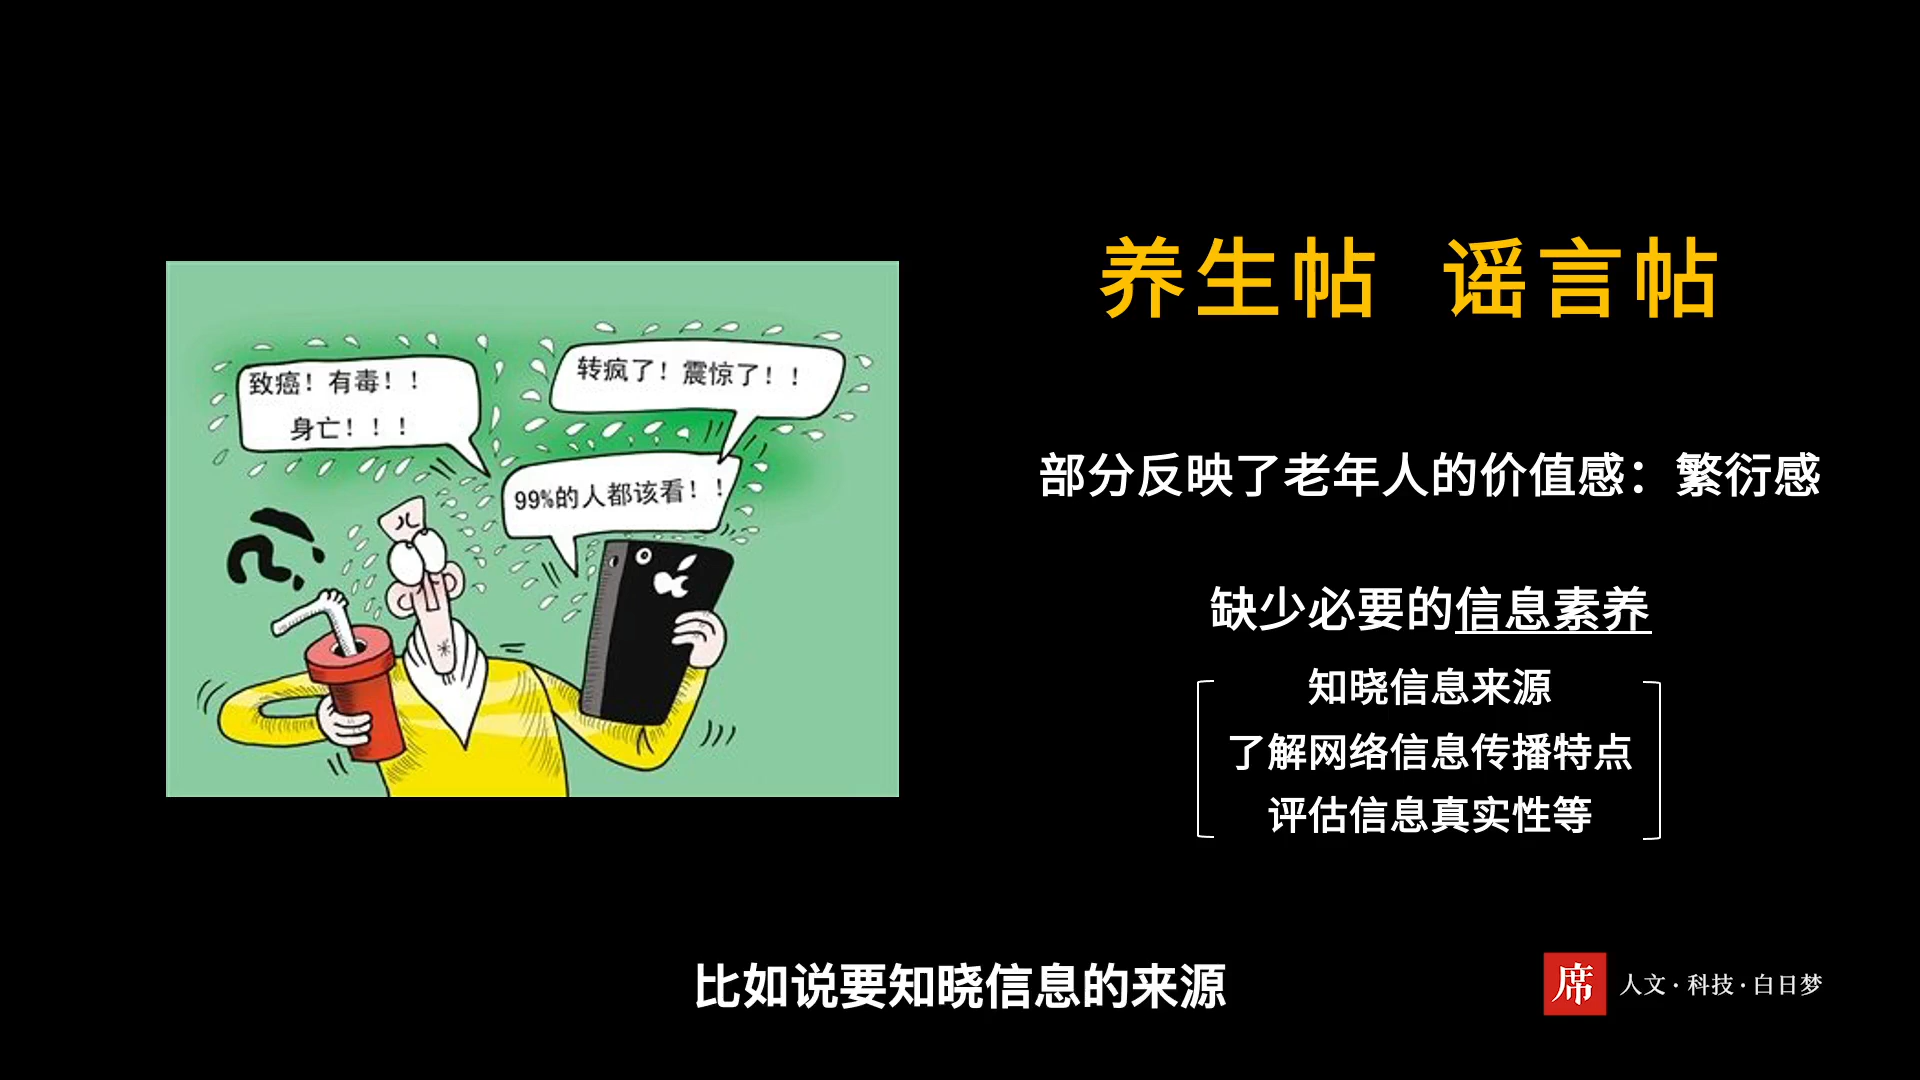 致癌！有毒！！
身亡！！！
转疯了！震惊了！！
99%的人都该看！！
养生帖 谣言帖
部分反映了老年人的价值感：繁衍感
缺少必要的信息素养
知晓信息来源
了解网络信息传播特点
评估信息真实性等
比如说要知晓信息的来源
席 人文·科技·白日梦